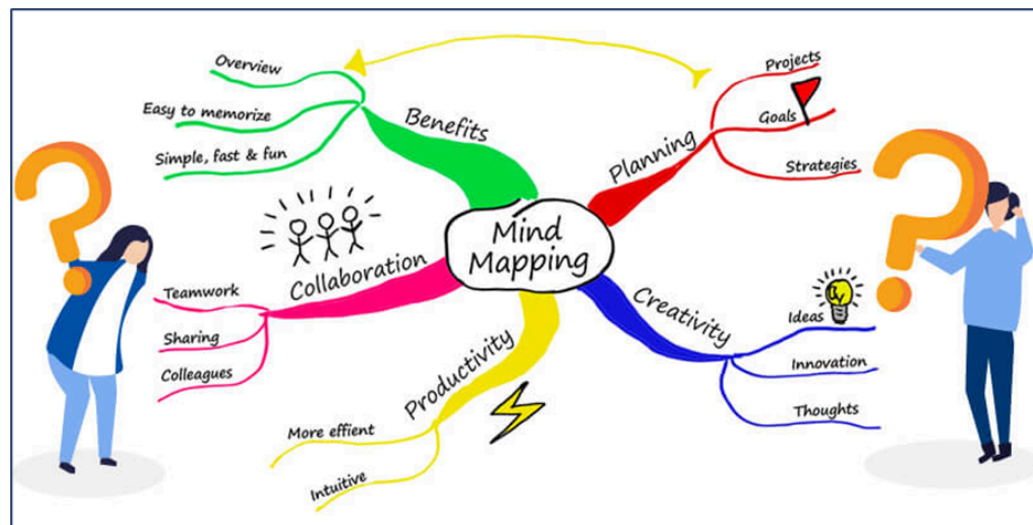 Mind
Mapping
Benefits
Overview
Easy to memorize
Simple, fast & fun
Planning
Projects
Goals
Strategies
Collaboration
Teamwork
Sharing
Colleagues
Productivity
More effient
Intuitive
Creativity
Ideas
Innovation
Thoughts